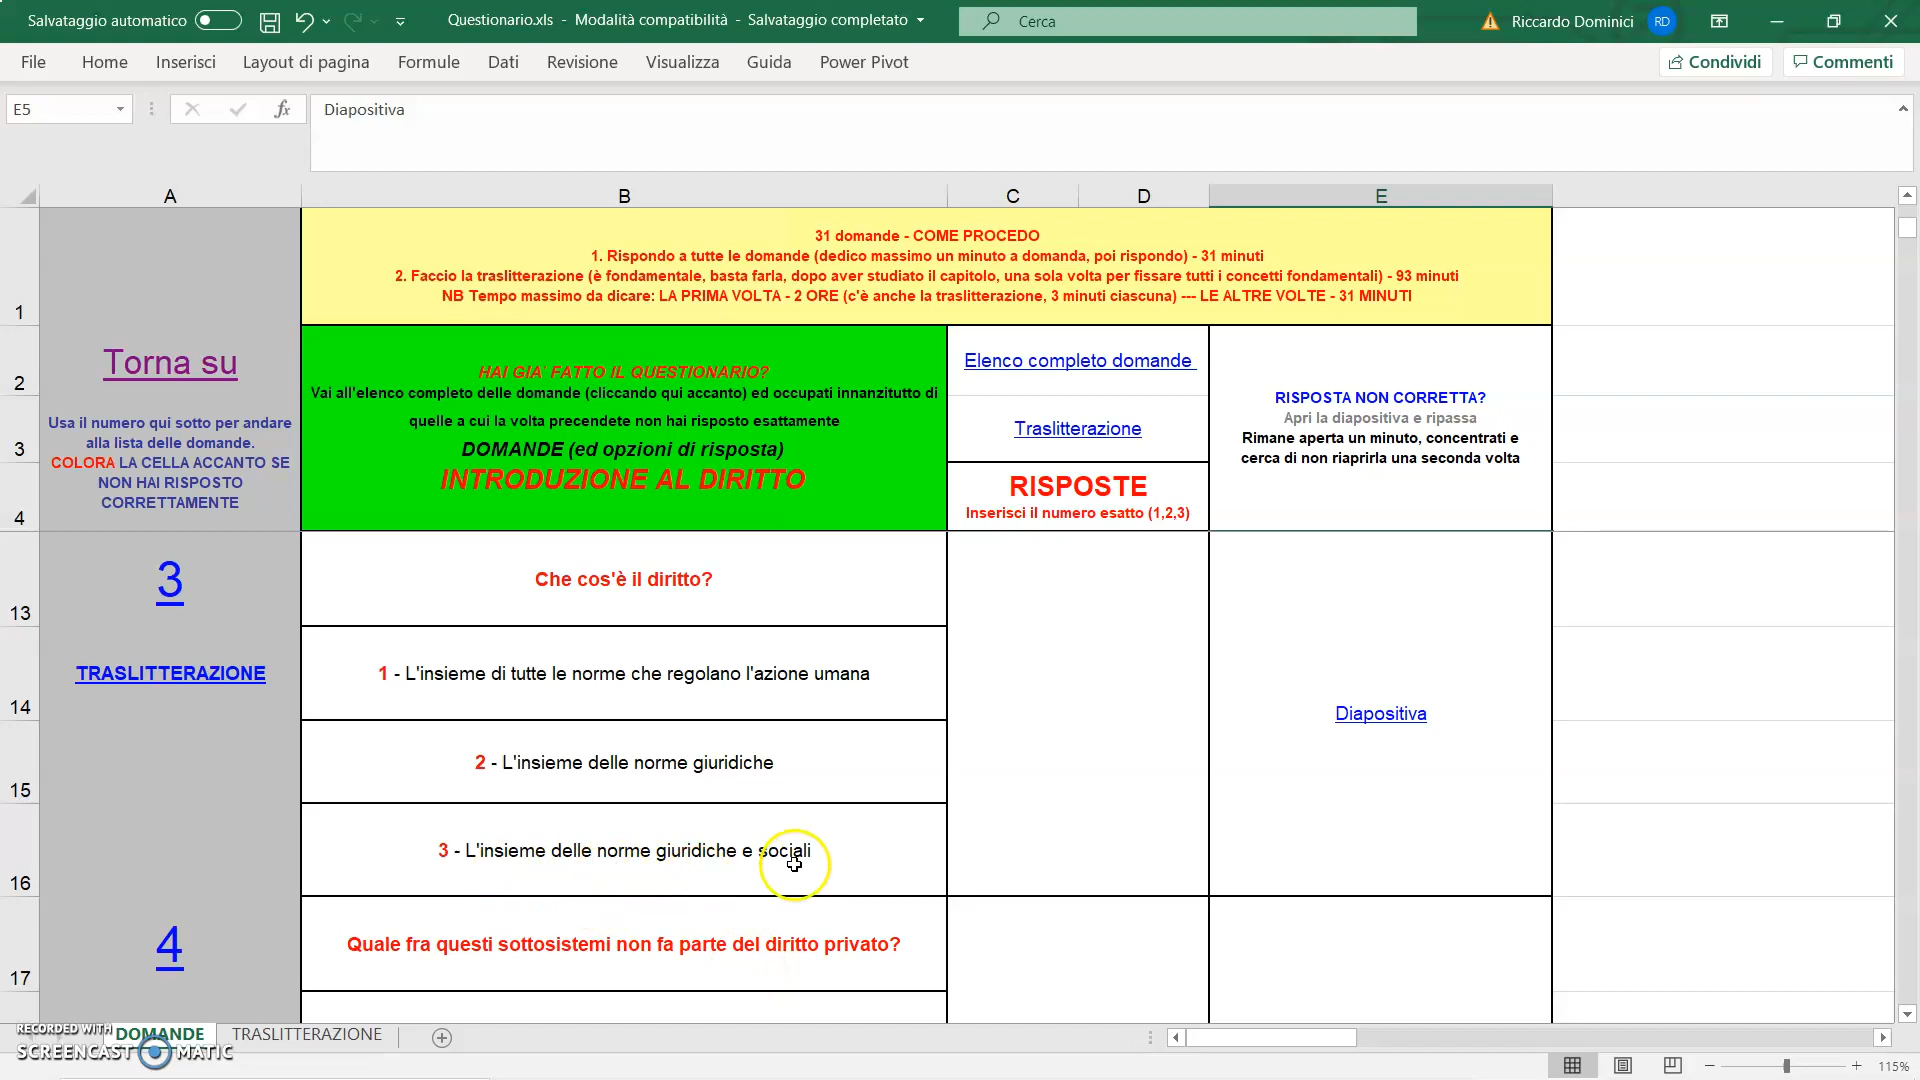 Salvataggio automatico
Questionario.xls - Modalità compatibilità - Salvataggio completato
Cerca
Riccardo Dominici
RD
File Home Inserisci Layout di pagina Formule Dati Revisione Visualizza Guida Power Pivot
Condividi
Commenti
E5
fx
Diapositiva
A B C D E
1
31 domande - COME PROCEDO
1. Rispondo a tutte le domande (dedico massimo un minuto a domanda, poi rispondo) - 31 minuti
2. Faccio la traslitterazione (è fondamentale, basta farla, dopo aver studiato il capitolo, una sola volta per fissare tutti i concetti fondamentali) - 93 minuti
NB Tempo massimo da dicare: LA PRIMA VOLTA - 2 ORE (c'è anche la traslitterazione, 3 minuti ciascuna) --- LE ALTRE VOLTE - 31 MINUTI
2
3
4
Torna su
Usa il numero qui sotto per andare
alla lista delle domande.
COLORA LA CELLA ACCANTO SE
NON HAI RISPOSTO
CORRETTAMENTE
HAI GIA' FATTO IL QUESTIONARIO?
Vai all'elenco completo delle domande (cliccando qui accanto) ed occupati innanzitutto di
quelle a cui la volta precendete non hai risposto esattamente
DOMANDE (ed opzioni di risposta)
INTRODUZIONE AL DIRITTO
Elenco completo domande
Traslitterazione
RISPOSTE
Inserisci il numero esatto (1,2,3)
RISPOSTA NON CORRETTA?
Apri la diapositiva e ripassa
Rimane aperta un minuto, concentrati e
cerca di non riaprirla una seconda volta
13
3
Che cos'è il diritto?
14
TRASLITTERAZIONE
1 - L'insieme di tutte le norme che regolano l'azione umana
Diapositiva
15
2 - L'insieme delle norme giuridiche
16
3 - L'insieme delle norme giuridiche e sociali
17
4
Quale fra questi sottosistemi non fa parte del diritto privato?
DOMANDE TRASLITTERAZIONE
RECORDED WITH
SCREENCAST MATIC
115%